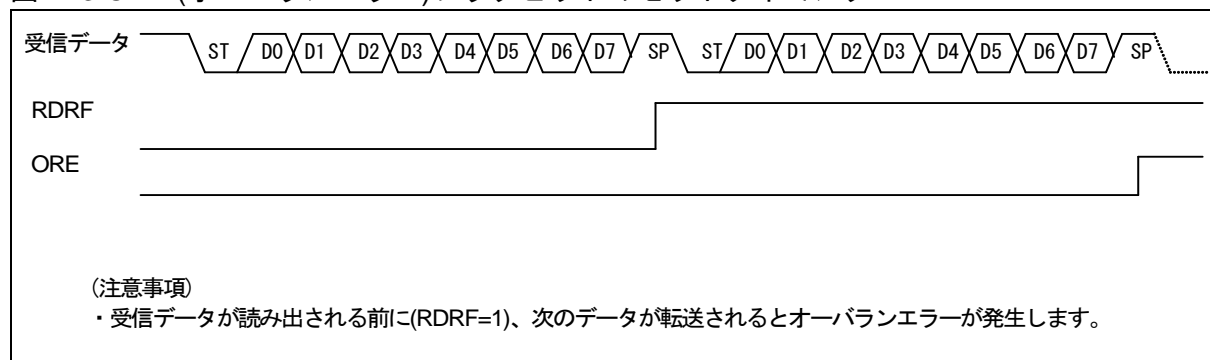 受信データ ST D0 D1 D2 D3 D4 D5 D6 D7 SP ST D0 D1 D2 D3 D4 D5 D6 D7 SP
RDRF
ORE
(注意事項)
・受信データが読み出される前に(RDRF=1)、次のデータが転送されるとオーバランエラーが発生します。